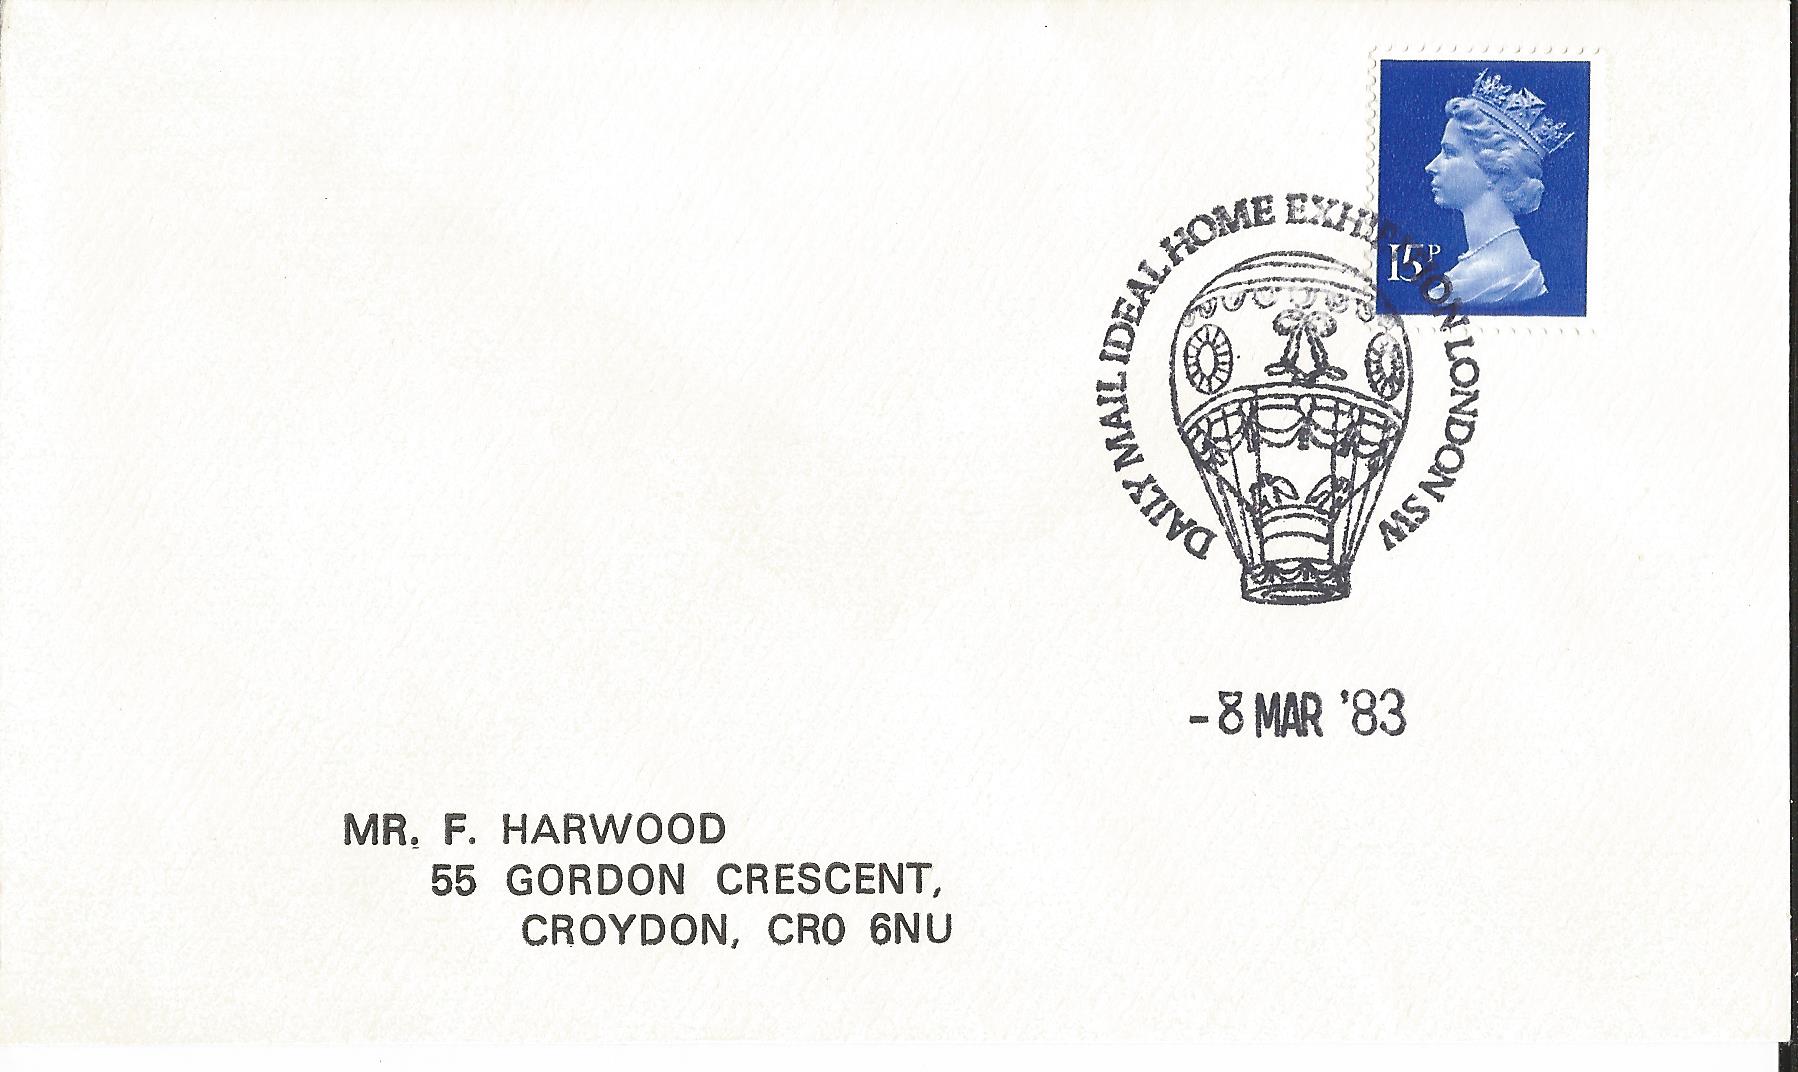 15P
DAILY MAIL IDEAL HOME EXHIBITION LONDON SW
-8 MAR '83
MR. F. HARWOOD
55 GORDON CRESCENT,
CROYDON, CR0 6NU